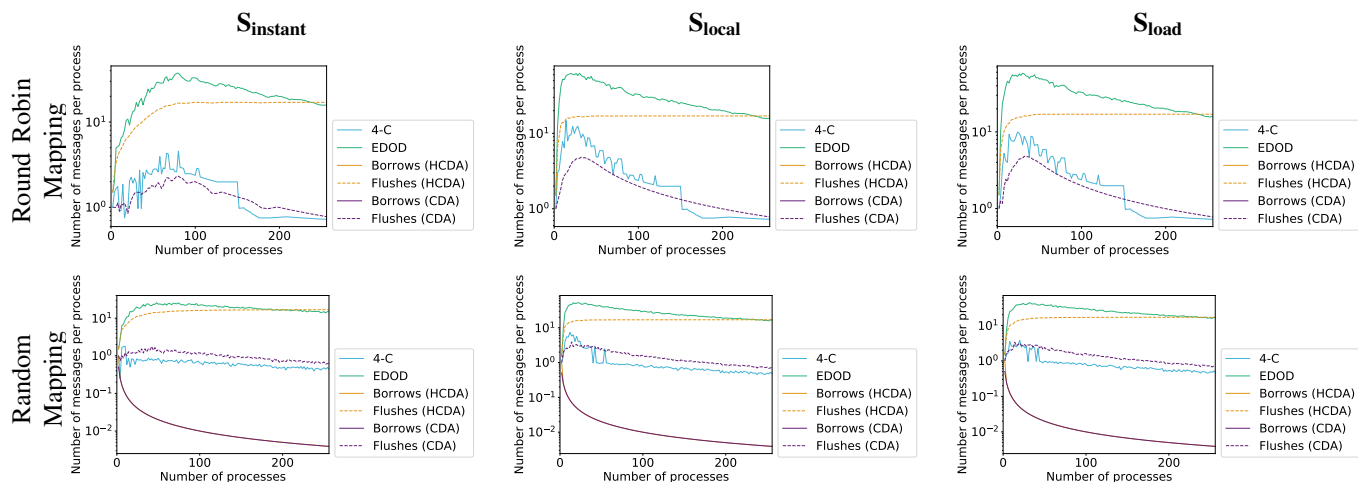 S_instant
S_local
S_load
Round Robin
Mapping
Number of messages per process
10^1
10^0
0
100
200
Number of processes
4-C
EDOD
Borrows (HCDA)
Flushes (HCDA)
Borrows (CDA)
Flushes (CDA)
Number of messages per process
10^1
10^0
0
100
200
Number of processes
4-C
EDOD
Borrows (HCDA)
Flushes (HCDA)
Borrows (CDA)
Flushes (CDA)
Number of messages per process
10^1
10^0
0
100
200
Number of processes
4-C
EDOD
Borrows (HCDA)
Flushes (HCDA)
Borrows (CDA)
Flushes (CDA)
Random
Mapping
Number of messages per process
10^1
10^0
10^−1
10^−2
0
100
200
Number of processes
4-C
EDOD
Borrows (HCDA)
Flushes (HCDA)
Borrows (CDA)
Flushes (CDA)
Number of messages per process
10^1
10^0
10^−1
10^−2
0
100
200
Number of processes
4-C
EDOD
Borrows (HCDA)
Flushes (HCDA)
Borrows (CDA)
Flushes (CDA)
Number of messages per process
10^1
10^0
10^−1
10^−2
0
100
200
Number of processes
4-C
EDOD
Borrows (HCDA)
Flushes (HCDA)
Borrows (CDA)
Flushes (CDA)